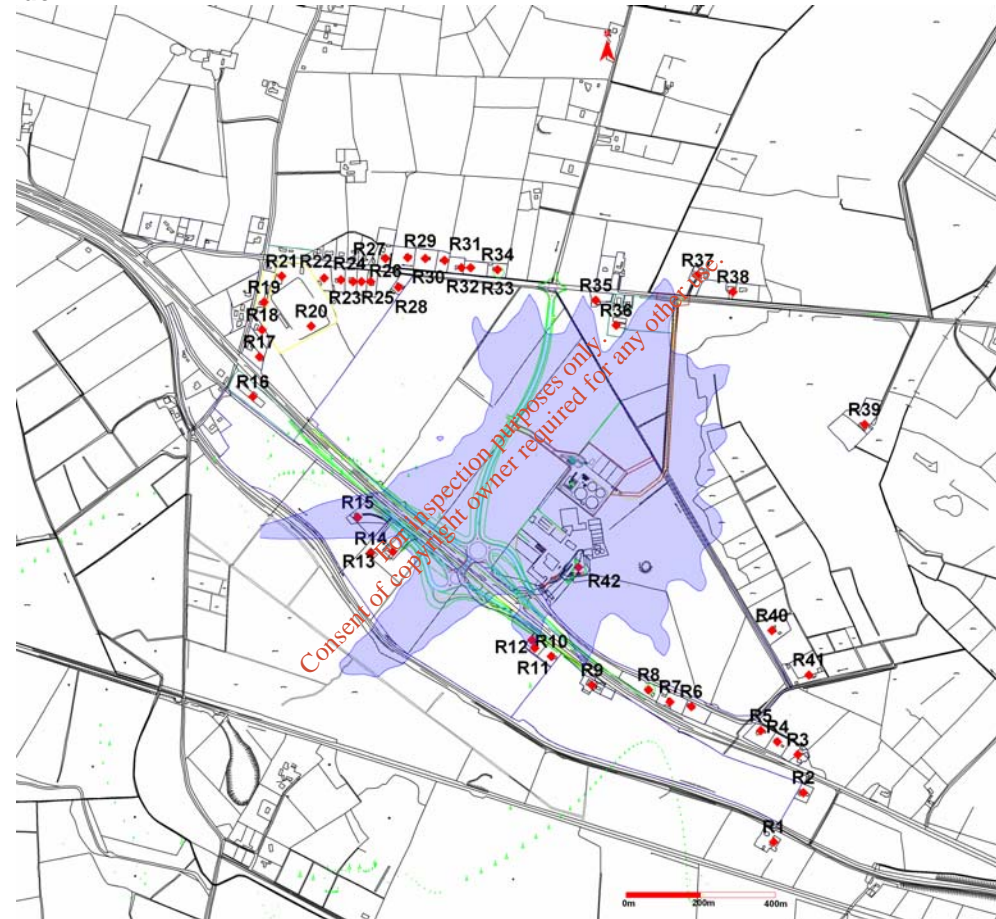 R27
R29
R31
R34
R21
R22
R24
R26
R30
R32
R33
R23
R25
R28
R19
R18
R20
R17
R16
R37
R38
R35
R36
R39
R15
R14
R13
R42
R12
R10
R11
R9
R8
R7
R6
R40
R41
R5
R4
R3
R2
R1
For inspection purposes only.
Consent of copyright owner required for any other use.
0m
200m
400m